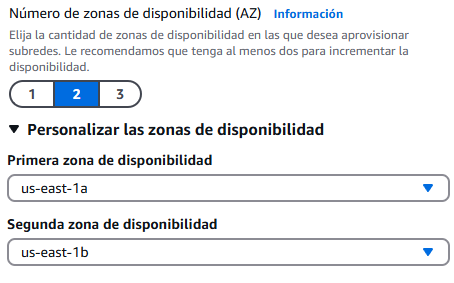 Número de zonas de disponibilidad (AZ) Información
Elija la cantidad de zonas de disponibilidad en las que desea aprovisionar
subredes. Le recomendamos que tenga al menos dos para incrementar la
disponibilidad.
1 2 3
Personalizar las zonas de disponibilidad
Primera zona de disponibilidad
us-east-1a
Segunda zona de disponibilidad
us-east-1b